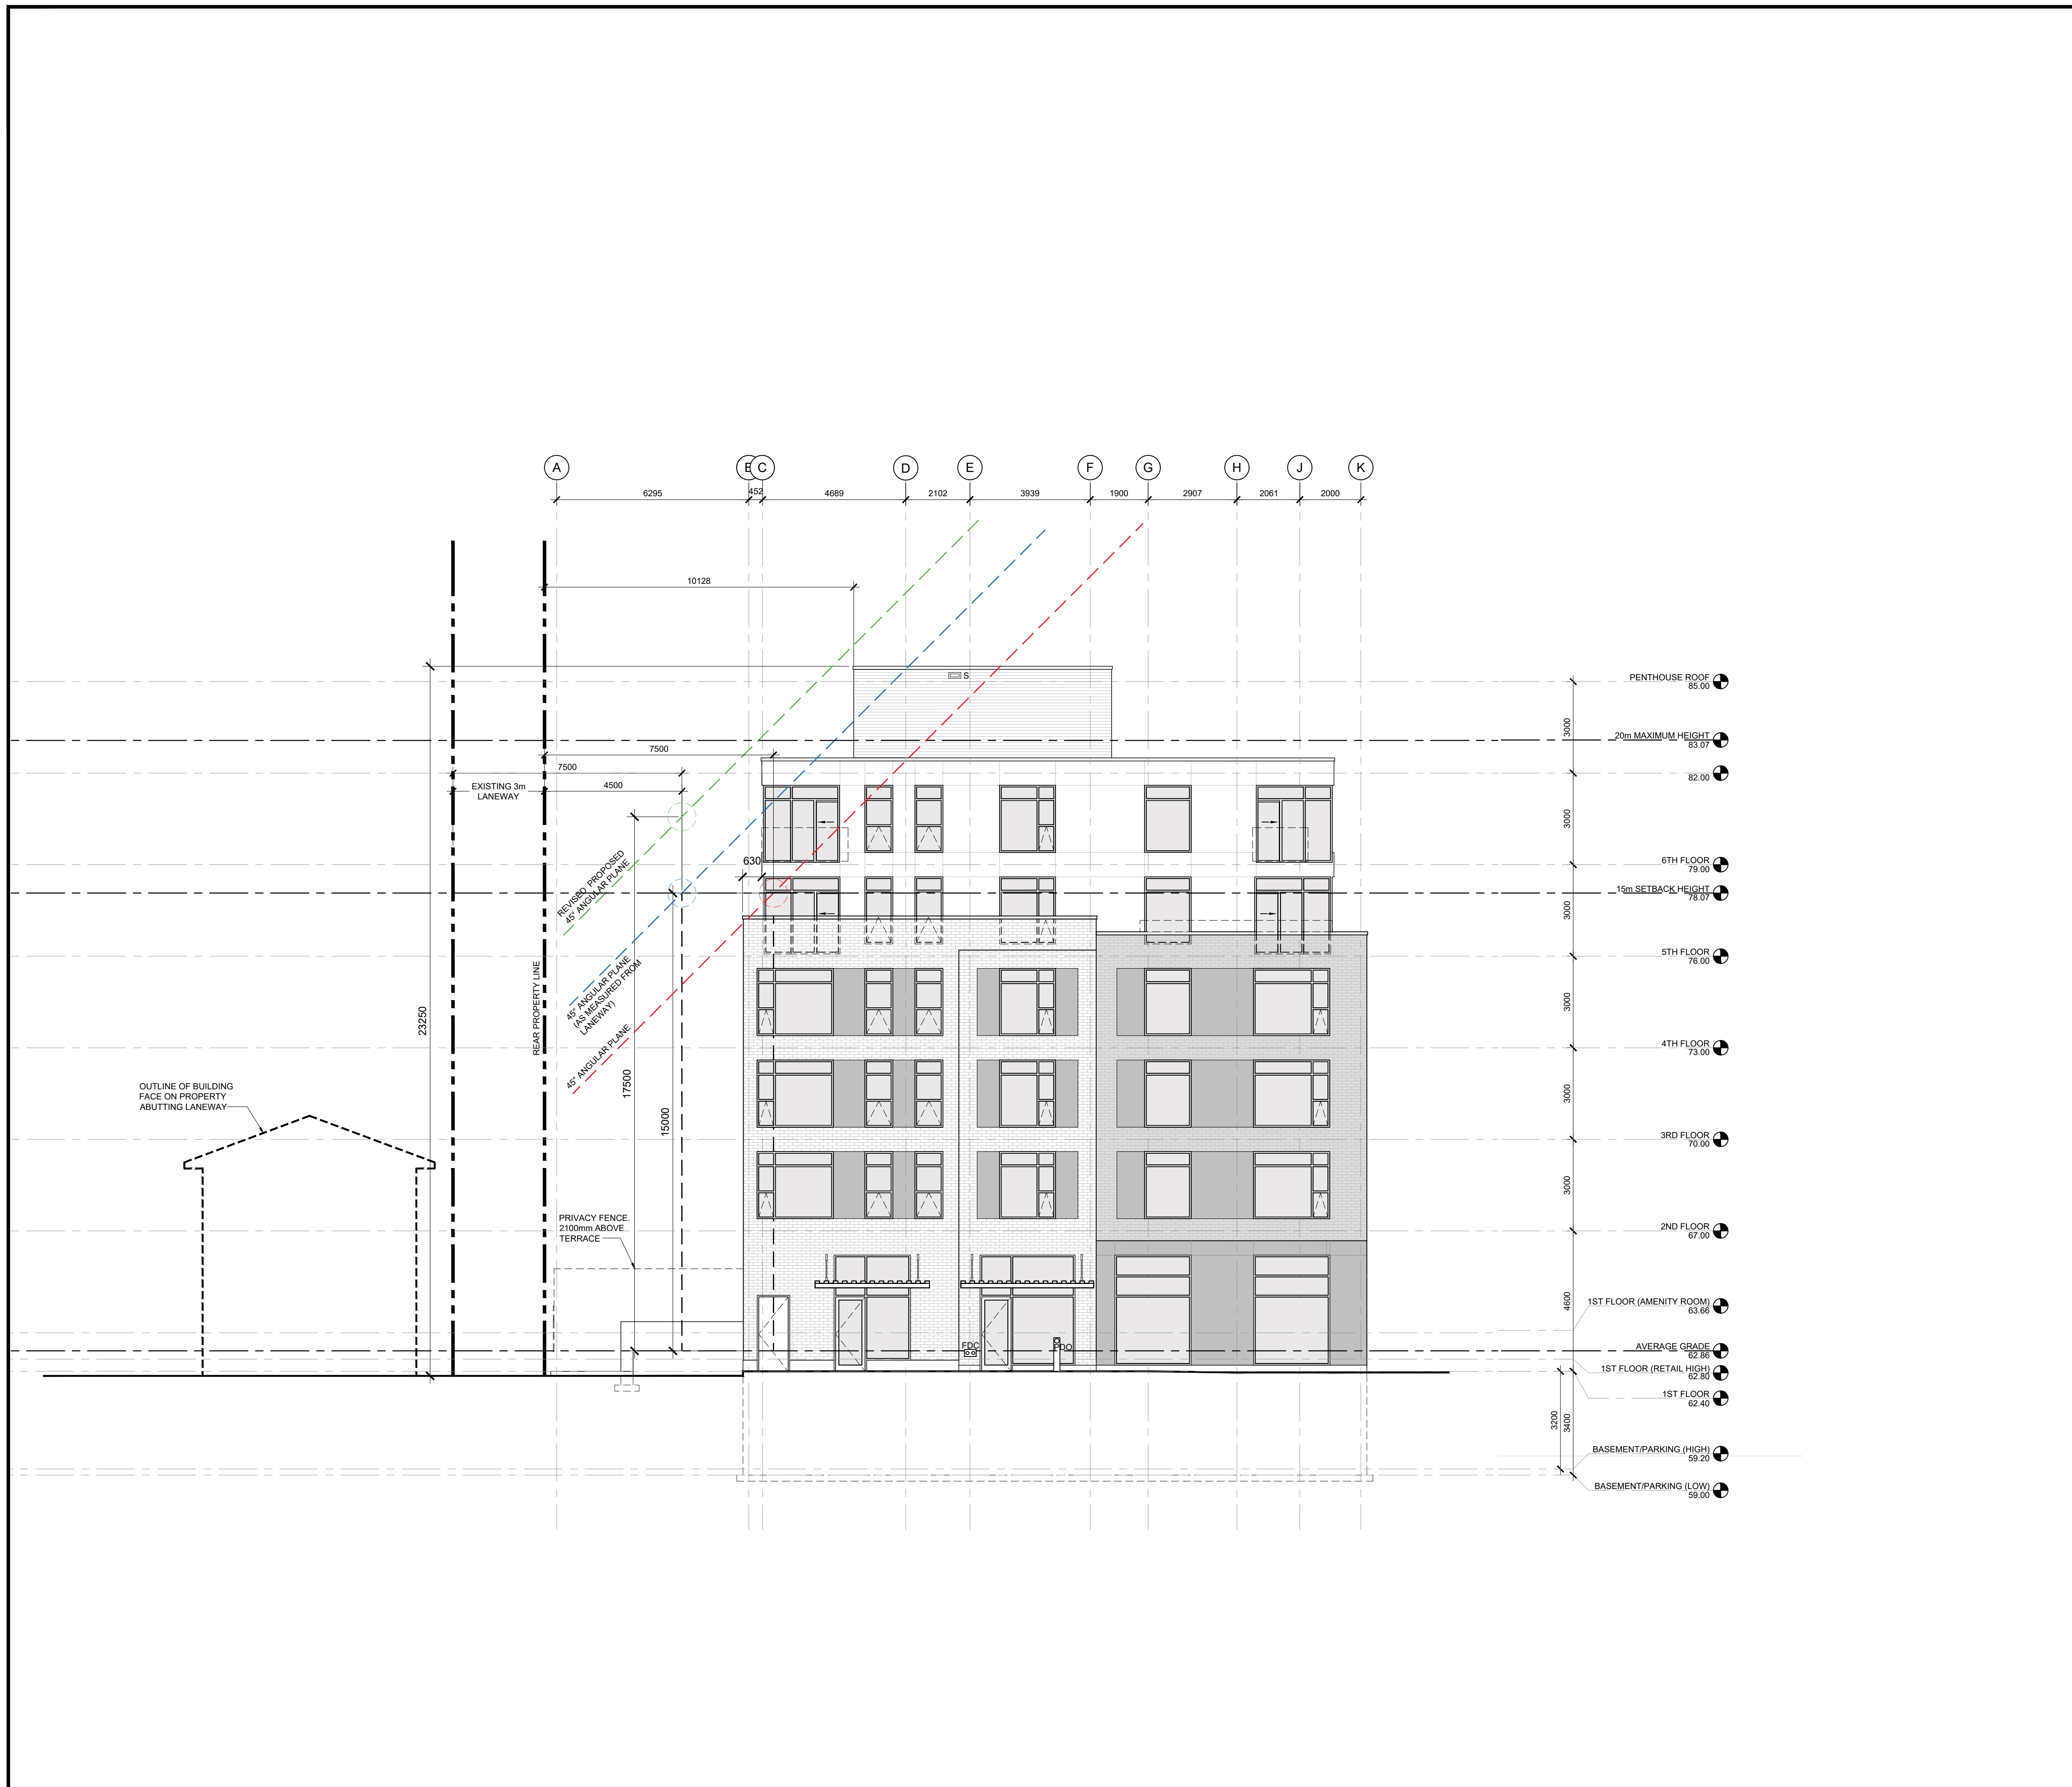 A
B
C
D
E
F
G
H
J
K
6295
452
4689
2102
3939
1900
2907
2061
2000
10128
S
7500
7500
EXISTING 3m
LANEWAY
4500
630
REVISED PROPOSED
45° ANGULAR PLANE
45° ANGULAR PLANE
(AS MEASURED FROM
LANEWAY)
45° ANGULAR PLANE
REAR PROPERTY LINE
23250
17500
15000
OUTLINE OF BUILDING
FACE ON PROPERTY
ABUTTING LANEWAY
PRIVACY FENCE.
2100mm ABOVE
TERRACE
FDC
PDO
PENTHOUSE ROOF
85.00
3000
20m MAXIMUM HEIGHT
83.07
82.00
3000
6TH FLOOR
79.00
15m SETBACK HEIGHT
78.07
3000
5TH FLOOR
76.00
3000
4TH FLOOR
73.00
3000
3RD FLOOR
70.00
3000
2ND FLOOR
67.00
4600
1ST FLOOR (AMENITY ROOM)
63.66
AVERAGE GRADE
62.86
1ST FLOOR (RETAIL HIGH)
62.80
1ST FLOOR
62.40
3200
3400
BASEMENT/PARKING (HIGH)
59.20
BASEMENT/PARKING (LOW)
59.00